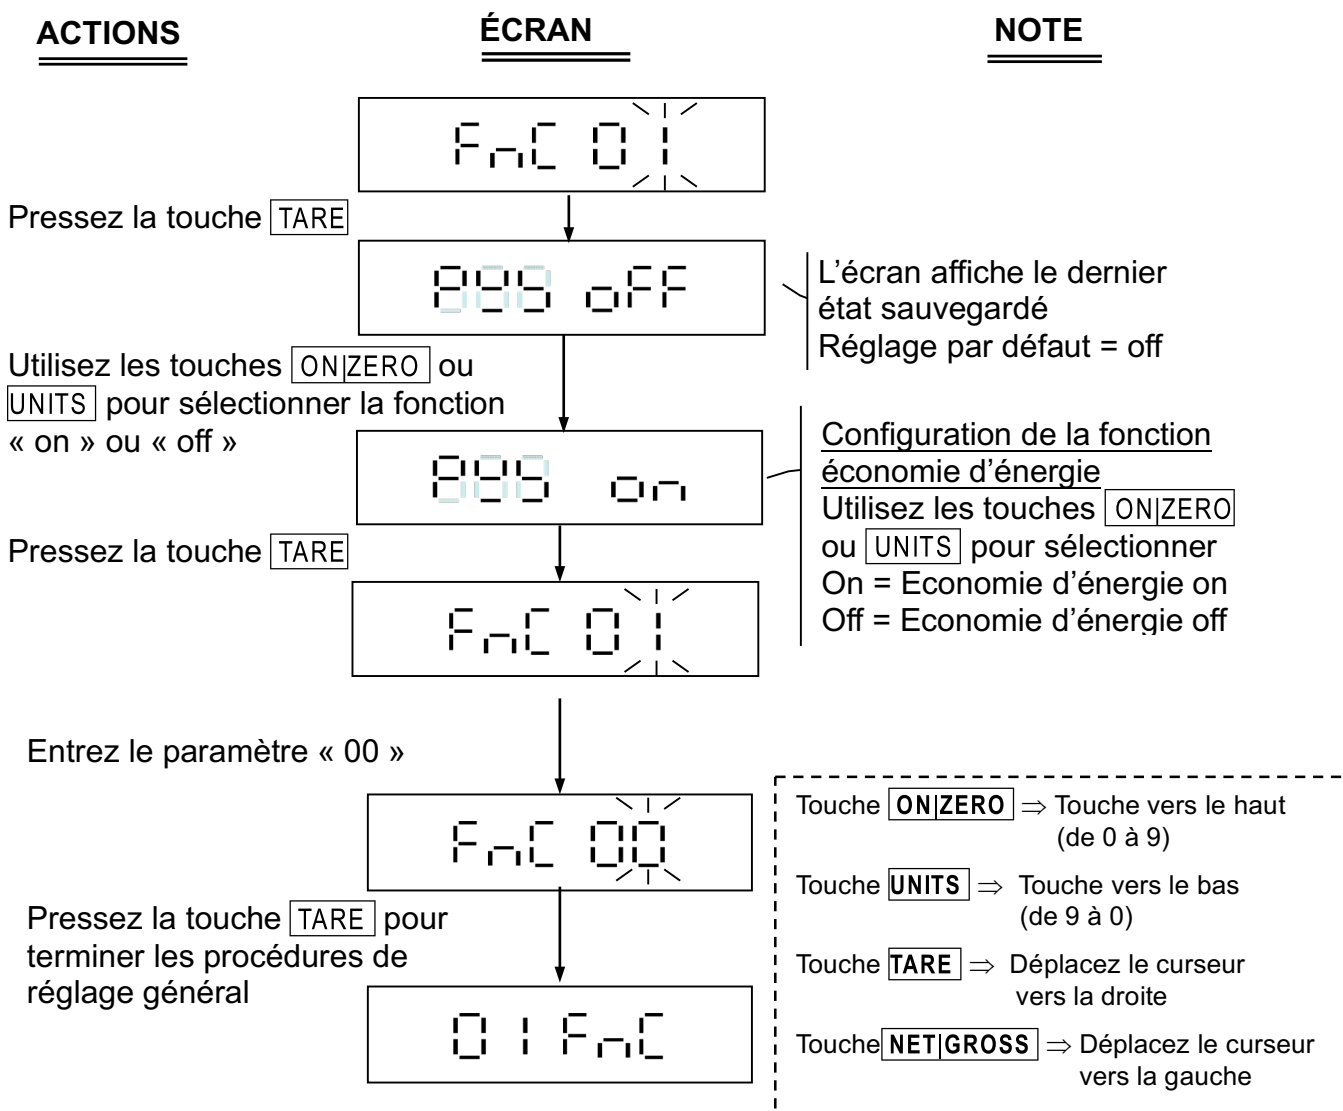 ACTIONS
ÉCRAN
NOTE
FnC 01
Pressez la touche TARE
PYS oFF
L'écran affiche le dernier
état sauvegardé
Réglage par défaut = off
Utilisez les touches ON|ZERO ou
UNITS pour sélectionner la fonction
« on » ou « off »
PYS on
Configuration de la fonction
économie d'énergie
Utilisez les touches ON|ZERO
ou UNITS pour sélectionner
On = Economie d'énergie on
Off = Economie d'énergie off
Pressez la touche TARE
FnC 01
Entrez le paramètre « 00 »
FnC 00
Pressez la touche TARE pour
terminer les procédures de
réglage général
01 FnC
Touche ON|ZERO ⇒ Touche vers le haut
(de 0 à 9)
Touche UNITS ⇒ Touche vers le bas
(de 9 à 0)
Touche TARE ⇒ Déplacez le curseur
vers la droite
Touche NET|GROSS ⇒ Déplacez le curseur
vers la gauche